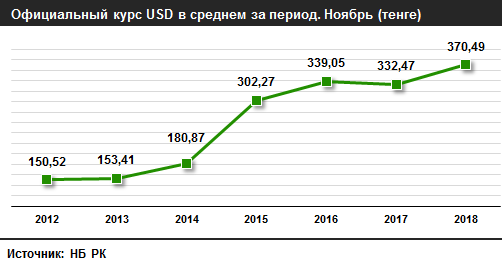 Официальный курс USD в среднем за период. Ноябрь (тенге)
370,49
339,05
332,47
302,27
180,87
150,52
153,41
2012 2013 2014 2015 2016 2017 2018
Источник: НБ РК